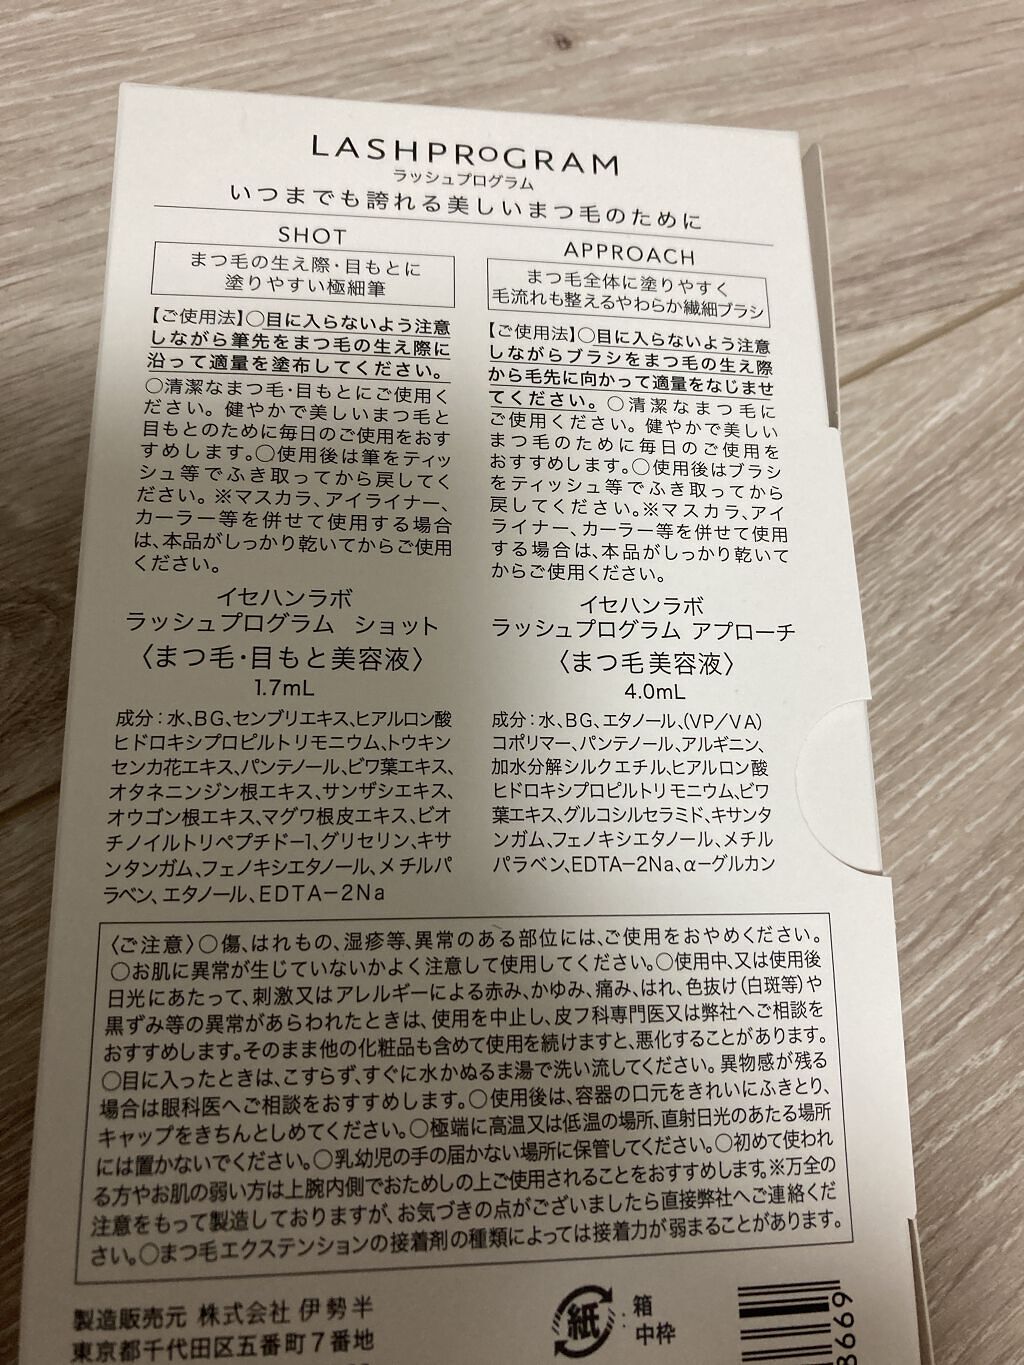 LASHPROGRAM
ラッシュプログラム
いつまでも誇れる美しいまつ毛のために
SHOT
まつ毛の生え際・目もとに
塗りやすい極細筆
【ご使用法】○目に入らないよう注意
しながら筆先をまつ毛の生え際に
沿って適量を塗布してください。
○清潔なまつ毛・目もとにご使用く
ださい。健やかで美しいまつ毛と
目もとのために毎日のご使用をおす
すめします。○使用後は筆をティッ
シュ等でふき取ってから戻してく
ださい。※マスカラ、アイライナー、
カーラー等を併せて使用する場合
は、本品がしっかり乾いてからご使用
ください。
イセハンラボ
ラッシュプログラム ショット
〈まつ毛・目もと美容液〉
1.7mL
成分：水、BG、センブリエキス、ヒアルロン酸
ヒドロキシプロピルトリモニウム、トウキン
センカ花エキス、パンテノール、ビワ葉エキス、
オタネニンジン根エキス、サンザシエキス、
オウゴン根エキス、マグワ根皮エキス、ビオ
チノイルトリペプチド-1、グリセリン、キサ
ンタンガム、フェノキシエタノール、メチルパ
ラベン、エタノール、EDTA-2Na
APPROACH
まつ毛全体に塗りやすく
毛流れも整えるやわらか繊細ブラシ
【ご使用法】○目に入らないよう注意
しながらブラシをまつ毛の生え際
から毛先に向かって適量をなじませ
てください。○清潔なまつ毛に
ご使用ください。健やかで美しい
まつ毛のために毎日のご使用を
おすすめします。○使用後はブラシ
をティッシュ等でふき取ってから
戻してください。※マスカラ、アイ
ライナー、カーラー等を併せて使用
する場合は、本品がしっかり乾いて
からご使用ください。
イセハンラボ
ラッシュプログラム アプローチ
〈まつ毛美容液〉
4.0mL
成分：水、BG、エタノール、(VP/VA)
コポリマー、パンテノール、アルギニン、
加水分解シルクエチル、ヒアルロン酸
ヒドロキシプロピルトリモニウム、ビワ
葉エキス、グルコシルセラミド、キサンタ
ンガム、フェノキシエタノール、メチル
パラベン、EDTA-2Na、α-グルカン
〈ご注意〉○傷、はれもの、湿疹等、異常のある部位には、ご使用をおやめください。
○お肌に異常が生じていないかよく注意して使用してください。○使用中、又は使用後
日光にあたって、刺激又はアレルギーによる赤み、かゆみ、痛み、はれ、色抜け（白斑等）や
黒ずみ等の異常があらわれたときは、使用を中止し、皮フ科専門医又は弊社へご相談を
おすすめします。そのまま他の化粧品も含めて使用を続けますと、悪化することがあります。
○目に入ったときは、こすらず、すぐに水かぬるま湯で洗い流してください。異物感が残る
場合は眼科医へご相談をおすすめします。○使用後は、容器の口元をきれいにふきとり、
キャップをきちんとしめてください。○極端に高温又は低温の場所、直射日光のあたる場所
には置かないでください。○乳幼児の手の届かない場所に保管してください。○初めて使われ
る方やお肌の弱い方は上腕内側でおためしの上ご使用されることをおすすめします。※万全の
注意をもって製造しておりますが、お気づきの点がございましたら直接弊社へご連絡くだ
さい。○まつ毛エクステンションの接着剤の種類によっては接着力が弱まることがあります。
製造販売元 株式会社 伊勢半
東京都千代田区五番町7番地
紙
：箱
中枠